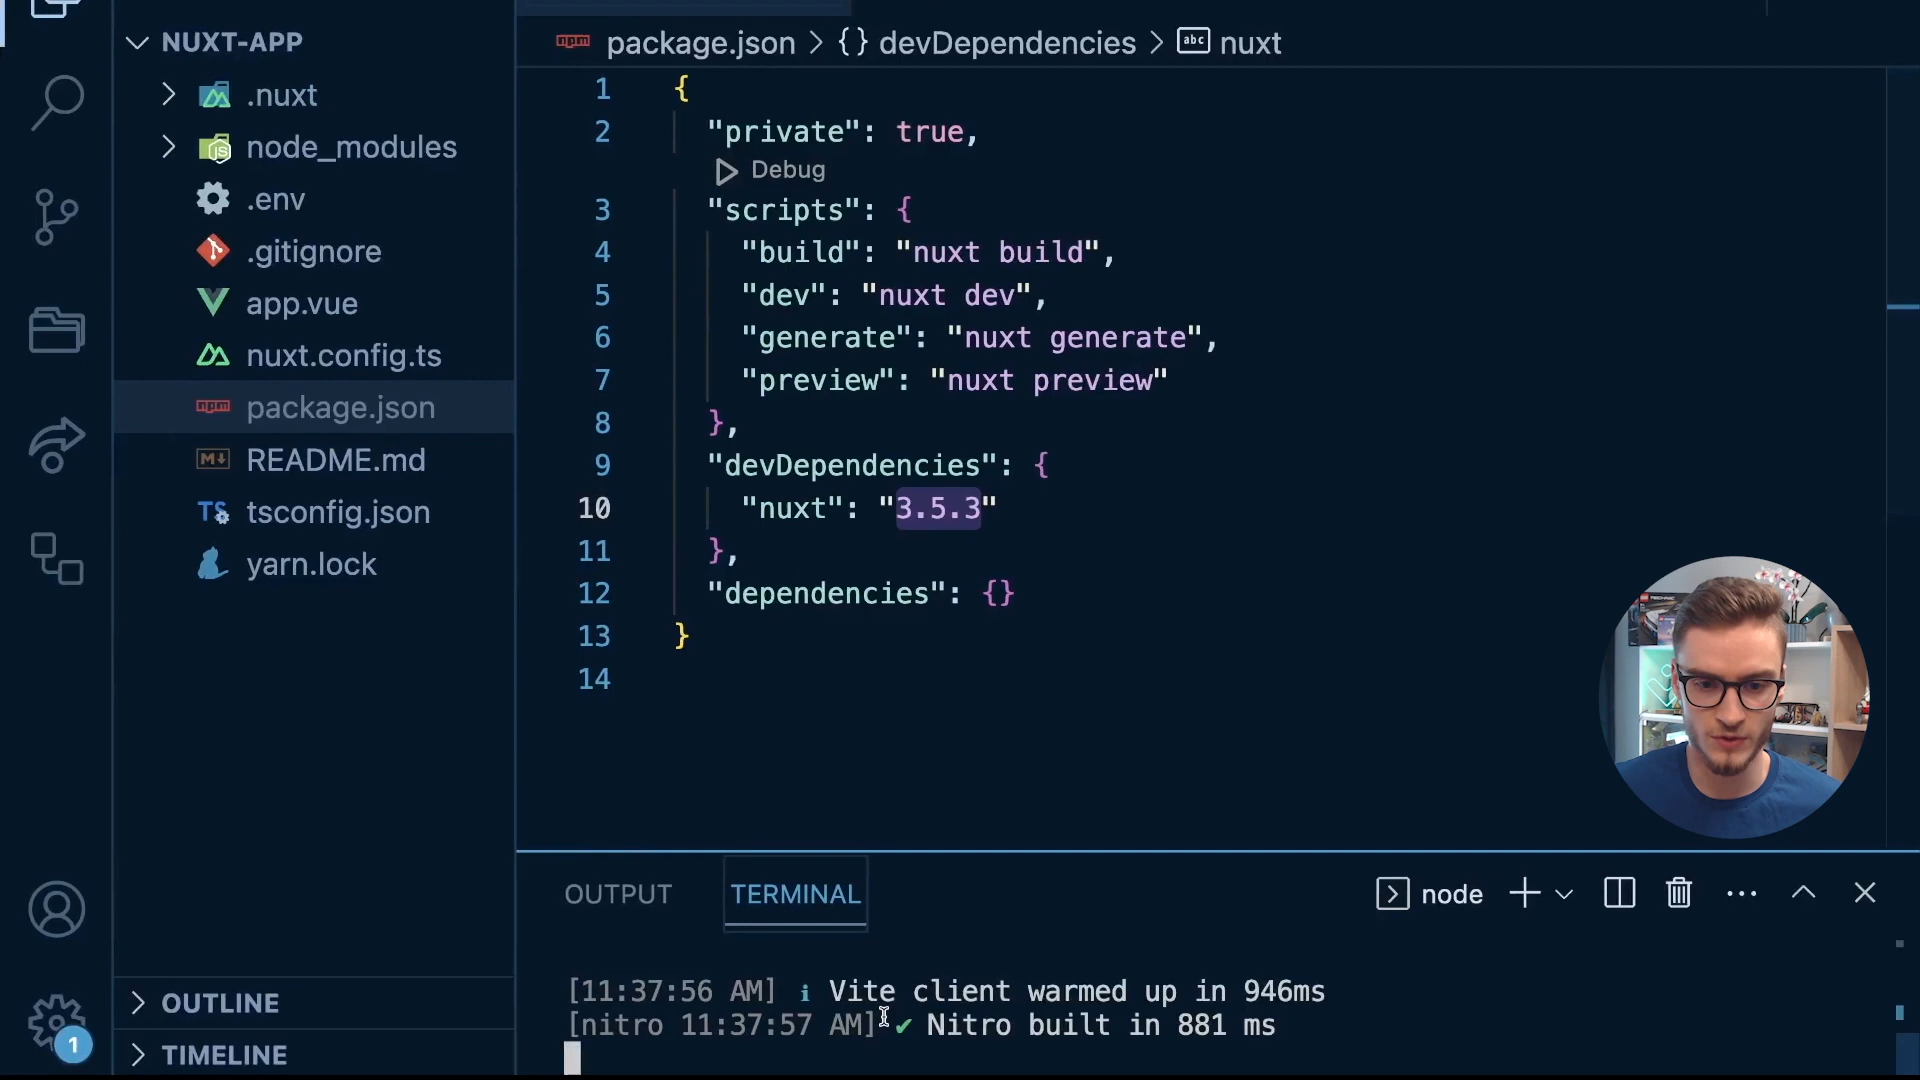 NUXT-APP
.nuxt
node_modules
.env
.gitignore
app.vue
nuxt.config.ts
package.json
README.md
tsconfig.json
yarn.lock
OUTLINE
TIMELINE
1
package.json > {} devDependencies > abc nuxt
1 {
2 "private": true,
Debug
3 "scripts": {
4 "build": "nuxt build",
5 "dev": "nuxt dev",
6 "generate": "nuxt generate",
7 "preview": "nuxt preview"
8 },
9 "devDependencies": {
10 "nuxt": "3.5.3"
11 },
12 "dependencies": {}
13 }
14
OUTPUT TERMINAL node
[11:37:56 AM] i Vite client warmed up in 946ms
[nitro 11:37:57 AM] ✔ Nitro built in 881 ms